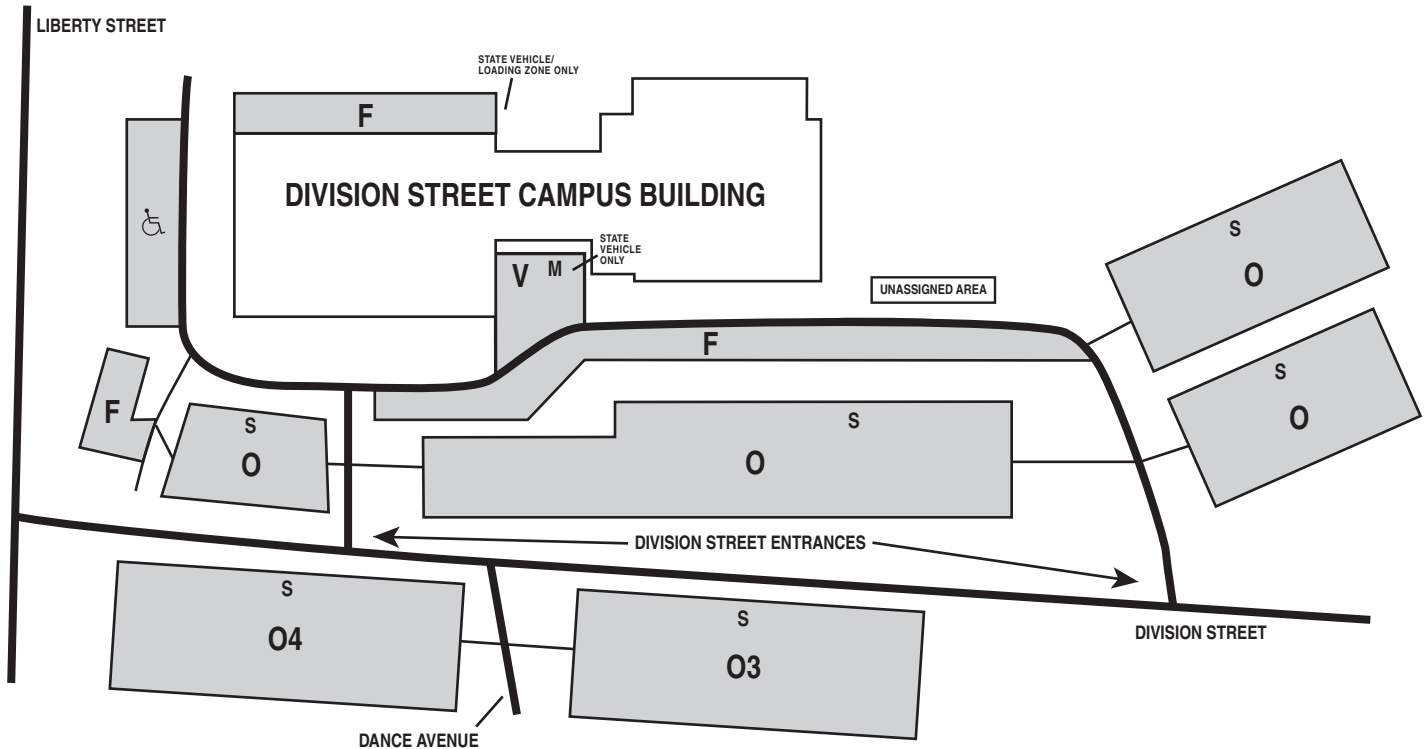 LIBERTY STREET
STATE VEHICLE/
LOADING ZONE ONLY
F
DIVISION STREET CAMPUS BUILDING
STATE
VEHICLE
ONLY
V M
UNASSIGNED AREA
S
O
F
S
O
F
S
O
S
O
DIVISION STREET ENTRANCES
S
O4
S
O3
DIVISION STREET
DANCE AVENUE